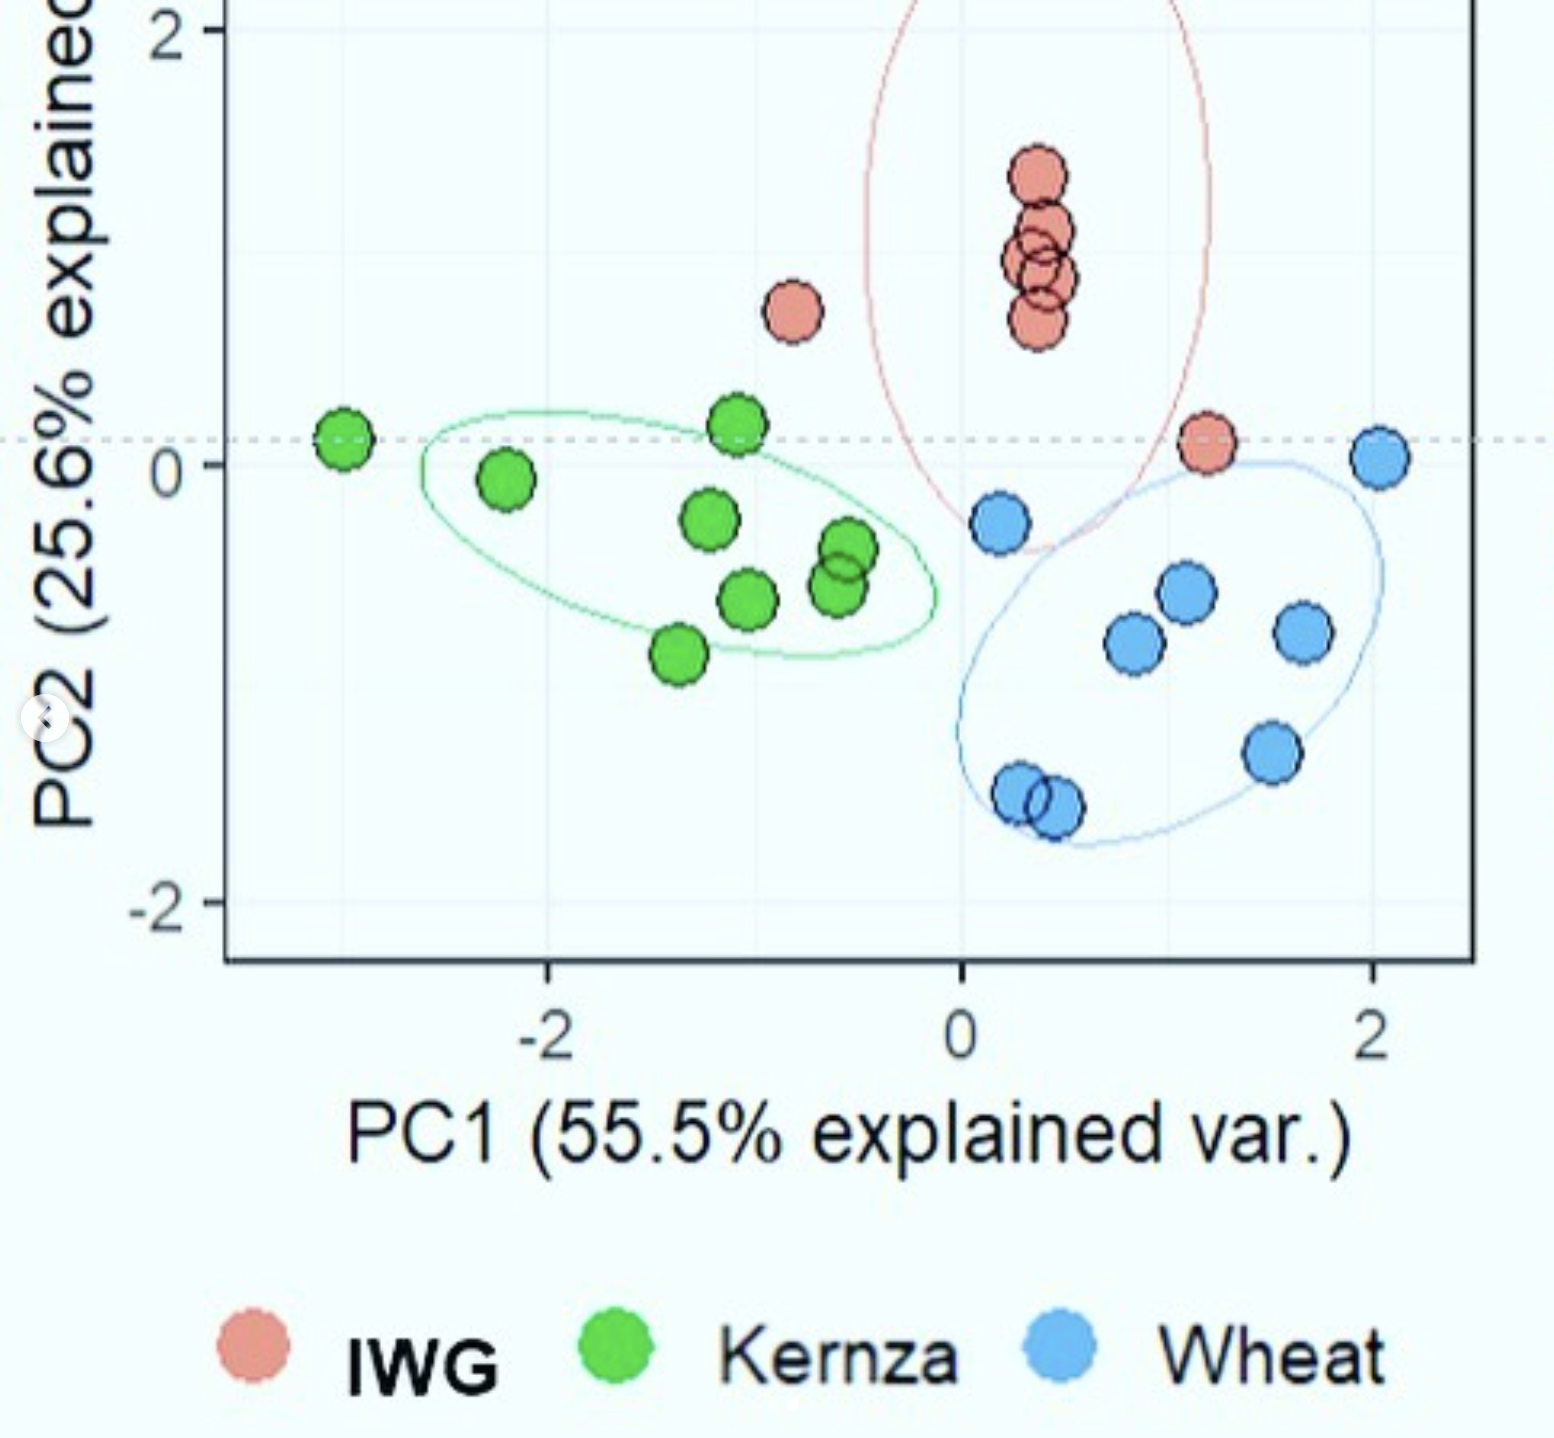 PC2 (25.6% explained
2
0
-2
-2 0 2
PC1 (55.5% explained var.)
IWG Kernza Wheat